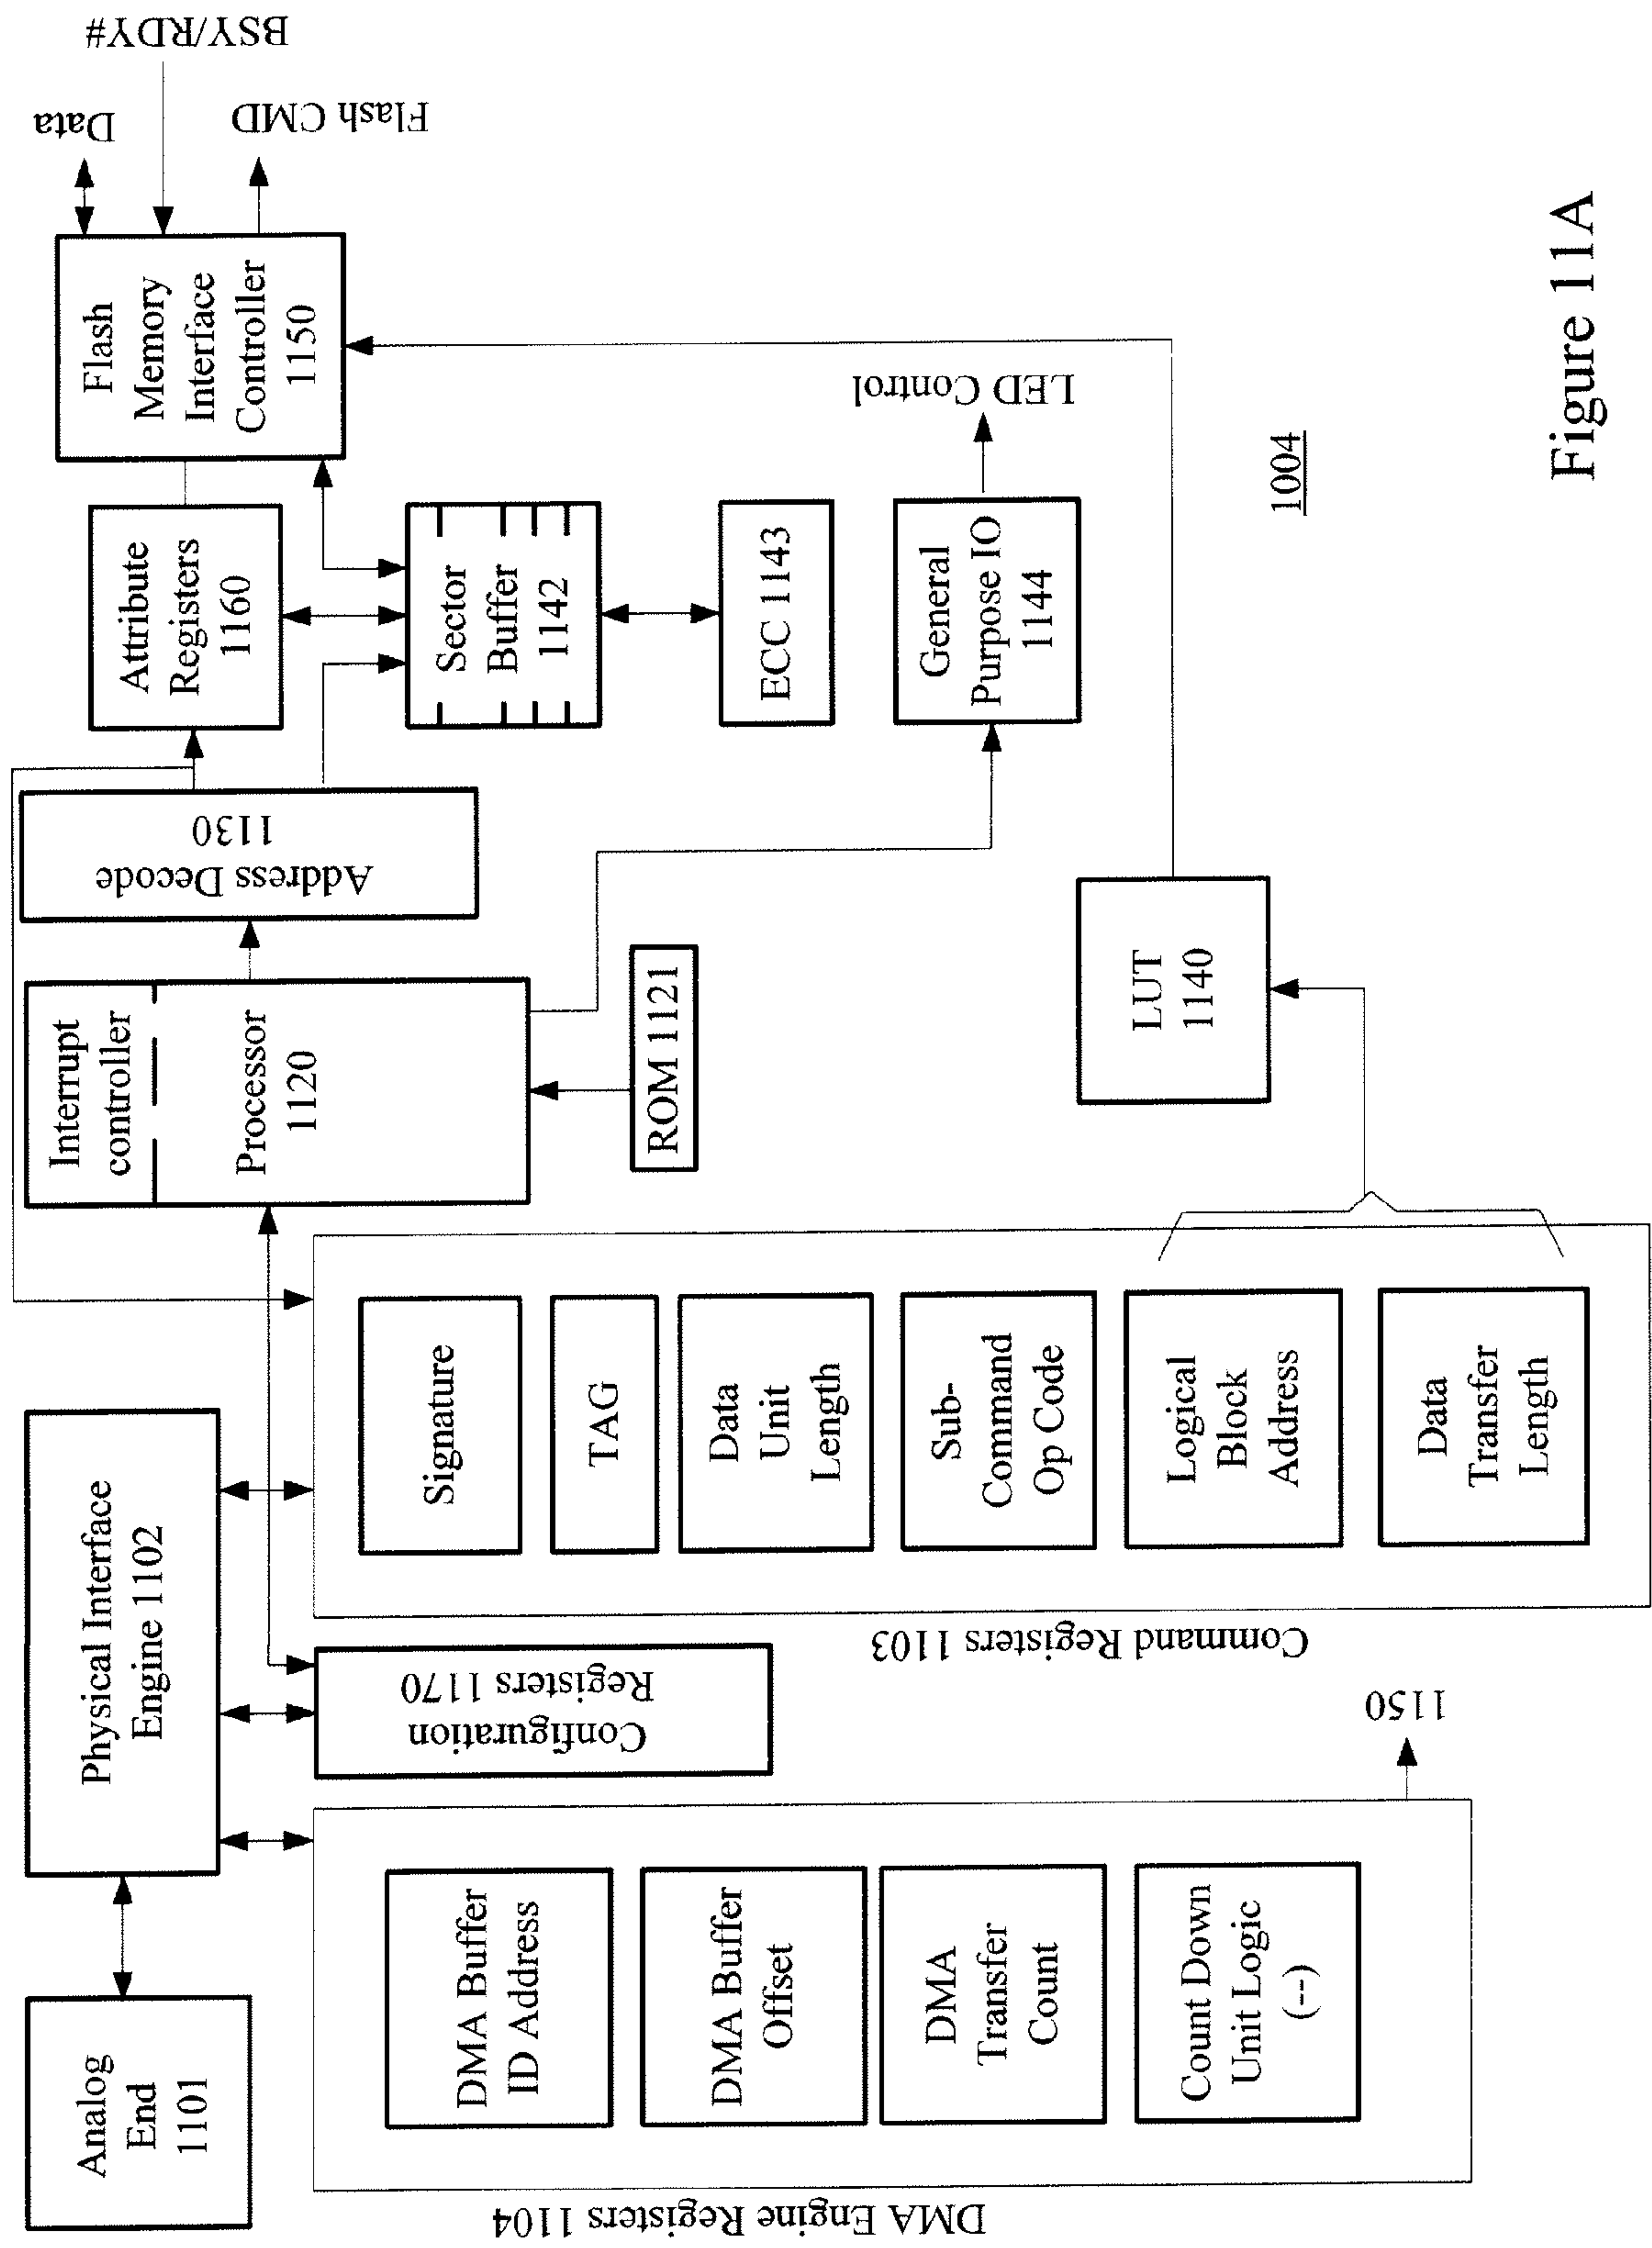 Analog
End
1101
Physical Interface
Engine 1102
Interrupt
controller
Processor
1120
Address Decode
1130
Attribute
Registers
1160
Flash
Memory
Interface
Controller
1150
Data
BSY/RDY#
Flash CMD
DMA Engine Registers 1104
DMA Buffer
ID Address
DMA Buffer
Offset
DMA
Transfer
Count
Count Down
Unit Logic
(--)
1150
Configuration
Registers 1170
Command Registers 1103
Signature
TAG
Data
Unit
Length
Sub-
Command
Op Code
Logical
Block
Address
Data
Transfer
Length
ROM 1121
Sector
Buffer
1142
ECC 1143
General
Purpose IO
1144
LED Control
LUT
1140
1004
Figure 11A